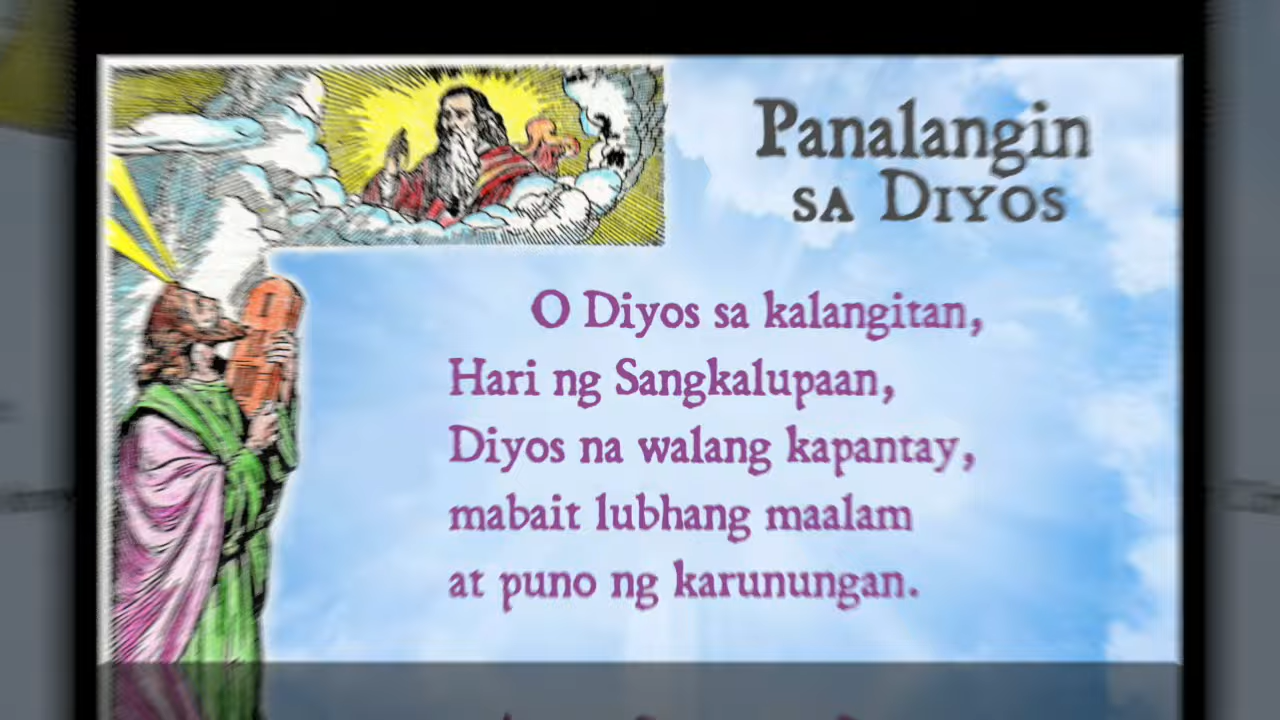 Panalangin
sa Diyos
O Diyos sa kalangitan,
Hari ng Sangkalupaan,
Diyos na walang kapantay,
mabait lubhang maalam
at puno ng karunungan.